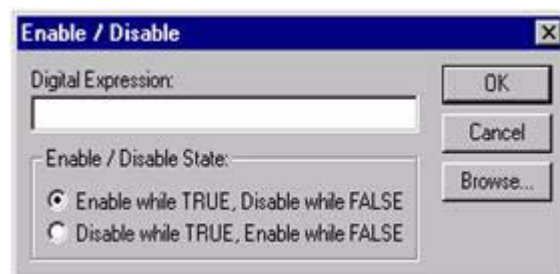 Enable / Disable
Digital Expression:
OK
Cancel
Enable / Disable State:
Browse...
Enable while TRUE, Disable while FALSE
Disable while TRUE, Enable while FALSE